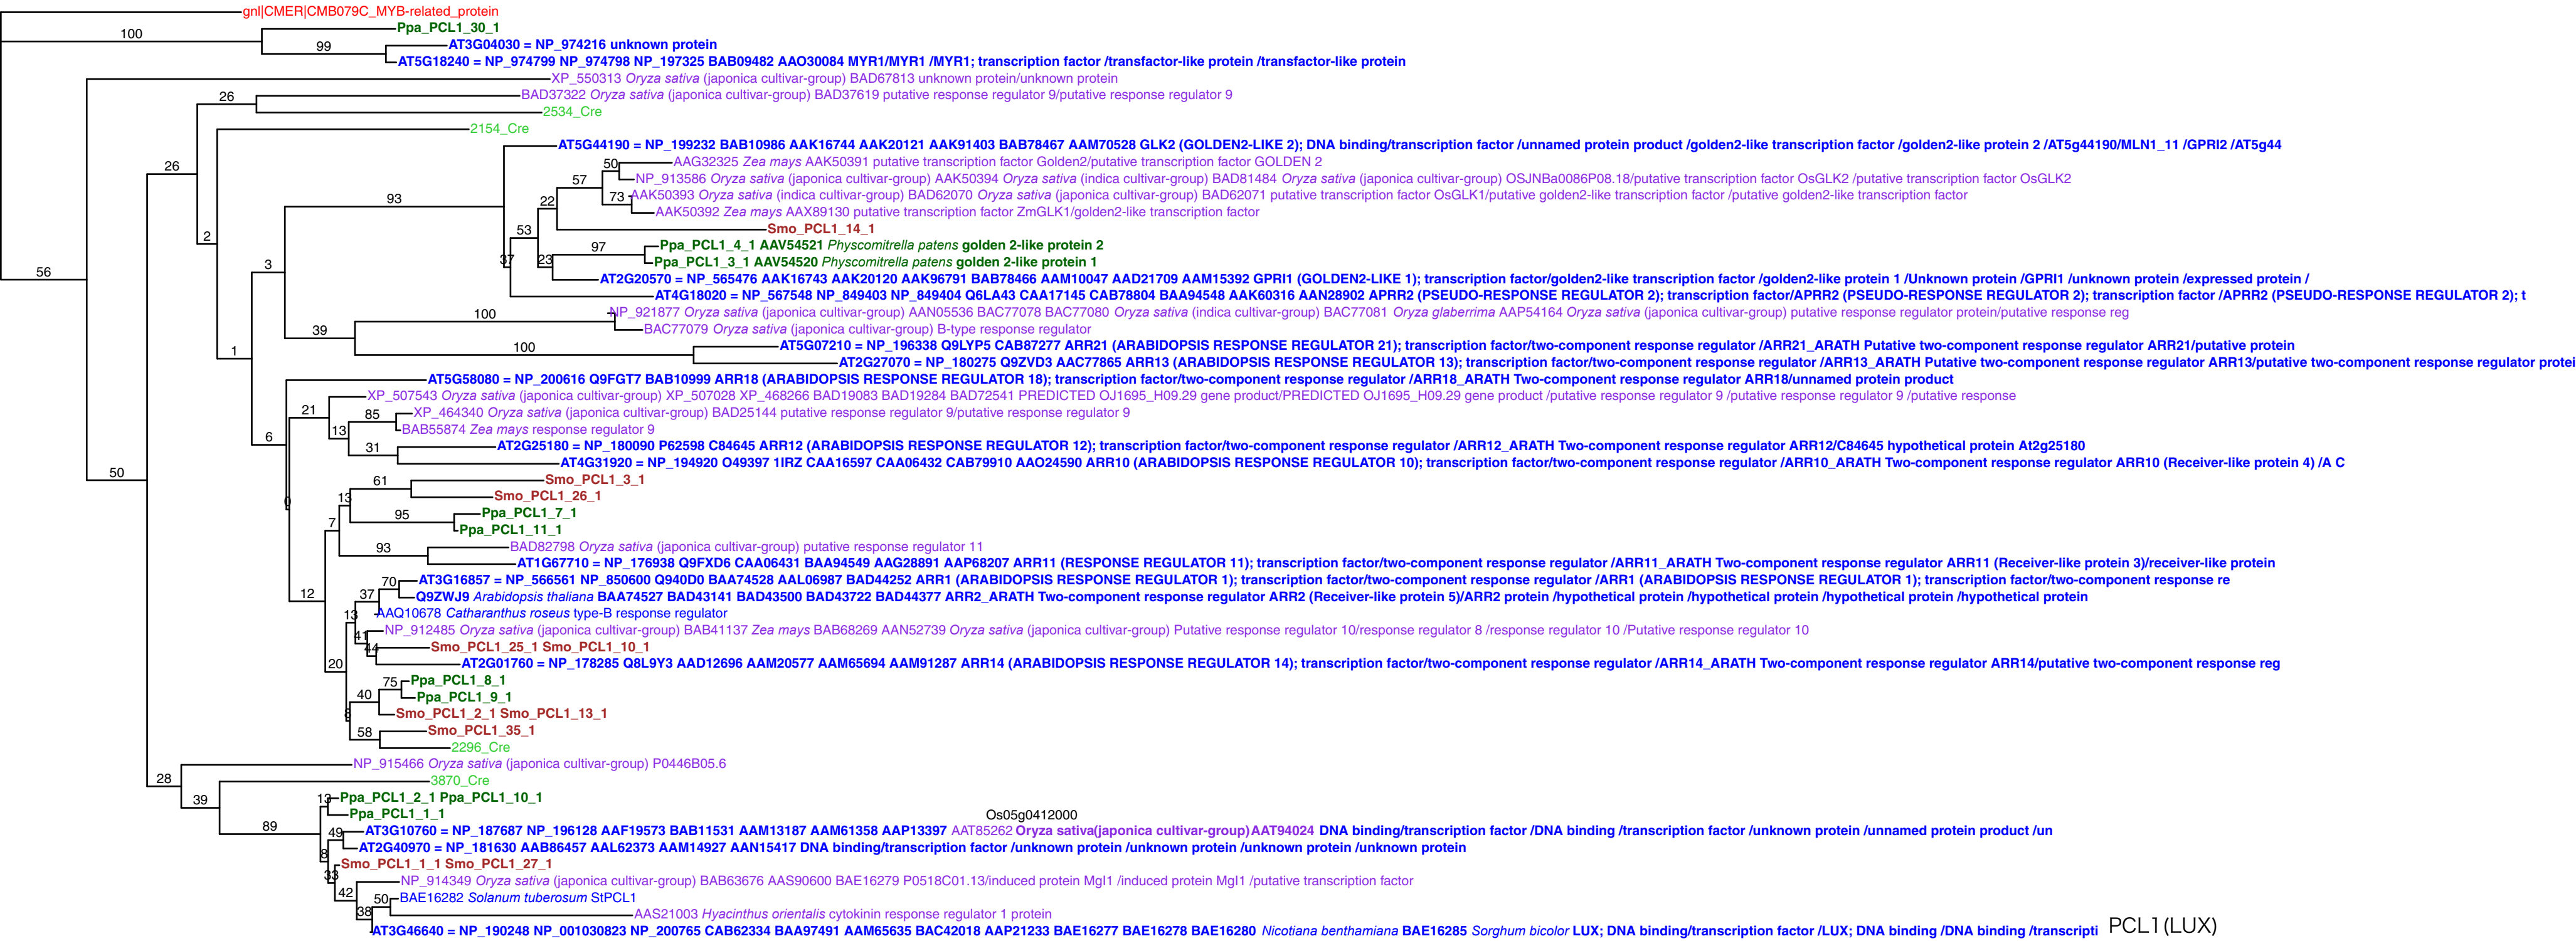 gnl|CMER|CMB079C_MYB-related_protein
Ppa_PCL1_30_1
100
99
AT3G04030 = NP_974216 unknown protein
AT5G18240 = NP_974799 NP_974798 NP_197325 BAB09482 AAO30084 MYR1/MYR1 /MYR1; transcription factor /transfactor-like protein /transfactor-like protein
XP_550313 Oryza sativa (japonica cultivar-group) BAD67813 unknown protein/unknown protein
26
BAD37322 Oryza sativa (japonica cultivar-group) BAD37619 putative response regulator 9/putative response regulator 9
2534_Cre
2154_Cre
AT5G44190 = NP_199232 BAB10986 AAK16744 AAK20121 AAK91403 BAB78467 AAM70528 GLK2 (GOLDEN2-LIKE 2); DNA binding/transcription factor /unnamed protein product /golden2-like transcription factor /golden2-like protein 2 /AT5g44190/MLN1_11 /GPRI2 /AT5g44
26
50
AAG32325 Zea mays AAK50391 putative transcription factor Golden2/putative transcription factor GOLDEN 2
57
NP_913586 Oryza sativa (japonica cultivar-group) AAK50394 Oryza sativa (indica cultivar-group) BAD81484 Oryza sativa (japonica cultivar-group) OSJNBa0086P08.18/putative transcription factor OsGLK2 /putative transcription factor OsGLK2
93
22
73
AAK50393 Oryza sativa (indica cultivar-group) BAD62070 Oryza sativa (japonica cultivar-group) BAD62071 putative transcription factor OsGLK1/putative golden2-like transcription factor /putative golden2-like transcription factor
AAK50392 Zea mays AAX89130 putative transcription factor ZmGLK1/golden2-like transcription factor
2
53
Smo_PCL1_14_1
97
Ppa_PCL1_4_1 AAV54521 Physcomitrella patens golden 2-like protein 2
3
37
23
Ppa_PCL1_3_1 AAV54520 Physcomitrella patens golden 2-like protein 1
56
AT2G20570 = NP_565476 AAK16743 AAK20120 AAK96791 BAB78466 AAM10047 AAD21709 AAM15392 GPRI1 (GOLDEN2-LIKE 1); transcription factor/golden2-like transcription factor /golden2-like protein 1 /Unknown protein /GPRI1 /unknown protein /expressed protein /
AT4G18020 = NP_567548 NP_849403 NP_849404 Q6LA43 CAA17145 CAB78804 BAA94548 AAK60316 AAN28902 APRR2 (PSEUDO-RESPONSE REGULATOR 2); transcription factor/APRR2 (PSEUDO-RESPONSE REGULATOR 2); transcription factor /APRR2 (PSEUDO-RESPONSE REGULATOR 2); t
100
NP_921877 Oryza sativa (japonica cultivar-group) AAN05536 BAC77078 BAC77080 Oryza sativa (indica cultivar-group) BAC77081 Oryza glaberrima AAP54164 Oryza sativa (japonica cultivar-group) putative response regulator protein/putative response reg
39
BAC77079 Oryza sativa (japonica cultivar-group) B-type response regulator
1
100
AT5G07210 = NP_196338 Q9LYP5 CAB87277 ARR21 (ARABIDOPSIS RESPONSE REGULATOR 21); transcription factor/two-component response regulator /ARR21_ARATH Putative two-component response regulator ARR21/putative protein
AT2G27070 = NP_180275 Q9ZVD3 AAC77865 ARR13 (ARABIDOPSIS RESPONSE REGULATOR 13); transcription factor/two-component response regulator /ARR13_ARATH Putative two-component response regulator ARR13/putative two-component response regulator protei
AT5G58080 = NP_200616 Q9FGT7 BAB10999 ARR18 (ARABIDOPSIS RESPONSE REGULATOR 18); transcription factor/two-component response regulator /ARR18_ARATH Two-component response regulator ARR18/unnamed protein product
21
XP_507543 Oryza sativa (japonica cultivar-group) XP_507028 XP_468266 BAD19083 BAD19284 BAD72541 PREDICTED OJ1695_H09.29 gene product/PREDICTED OJ1695_H09.29 gene product /putative response regulator 9 /putative response regulator 9 /putative response
85
XP_464340 Oryza sativa (japonica cultivar-group) BAD25144 putative response regulator 9/putative response regulator 9
6
13
BAB55874 Zea mays response regulator 9
31
AT2G25180 = NP_180090 P62598 C84645 ARR12 (ARABIDOPSIS RESPONSE REGULATOR 12); transcription factor/two-component response regulator /ARR12_ARATH Two-component response regulator ARR12/C84645 hypothetical protein At2g25180
AT4G31920 = NP_194920 O49397 1IRZ CAA16597 CAA06432 CAB79910 AAO24590 ARR10 (ARABIDOPSIS RESPONSE REGULATOR 10); transcription factor/two-component response regulator /ARR10_ARATH Two-component response regulator ARR10 (Receiver-like protein 4) /A C
50
61
Smo_PCL1_3_1
0
13
Smo_PCL1_26_1
7
95
Ppa_PCL1_7_1
Ppa_PCL1_11_1
93
BAD82798 Oryza sativa (japonica cultivar-group) putative response regulator 11
AT1G67710 = NP_176938 Q9FXD6 CAA06431 BAA94549 AAG28891 AAP68207 ARR11 (RESPONSE REGULATOR 11); transcription factor/two-component response regulator /ARR11_ARATH Two-component response regulator ARR11 (Receiver-like protein 3)/receiver-like protein
12
70
AT3G16857 = NP_566561 NP_850600 Q940D0 BAA74528 AAL06987 BAD44252 ARR1 (ARABIDOPSIS RESPONSE REGULATOR 1); transcription factor/two-component response regulator /ARR1 (ARABIDOPSIS RESPONSE REGULATOR 1); transcription factor/two-component response re
37
Q9ZWJ9 Arabidopsis thaliana BAA74527 BAD43141 BAD43500 BAD43722 BAD44377 ARR2_ARATH Two-component response regulator ARR2 (Receiver-like protein 5)/ARR2 protein /hypothetical protein /hypothetical protein /hypothetical protein /hypothetical protein
13
AAQ10678 Catharanthus roseus type-B response regulator
41
NP_912485 Oryza sativa (japonica cultivar-group) BAB41137 Zea mays BAB68269 AAN52739 Oryza sativa (japonica cultivar-group) Putative response regulator 10/response regulator 8 /response regulator 10 /Putative response regulator 10
44
Smo_PCL1_25_1 Smo_PCL1_10_1
20
AT2G01760 = NP_178285 Q8L9Y3 AAD12696 AAM20577 AAM65694 AAM91287 ARR14 (ARABIDOPSIS RESPONSE REGULATOR 14); transcription factor/two-component response regulator /ARR14_ARATH Two-component response regulator ARR14/putative two-component response reg
75
Ppa_PCL1_8_1
40
Ppa_PCL1_9_1
8
Smo_PCL1_2_1 Smo_PCL1_13_1
58
Smo_PCL1_35_1
2296_Cre
NP_915466 Oryza sativa (japonica cultivar-group) P0446B05.6
28
3870_Cre
39
13
Ppa_PCL1_2_1 Ppa_PCL1_10_1
Ppa_PCL1_1_1
Os05g0412000
89
49
AT3G10760 = NP_187687 NP_196128 AAF19573 BAB11531 AAM13187 AAM61358 AAP13397 AAT85262 Oryza sativa(japonica cultivar-group)AAT94024 DNA binding/transcription factor /DNA binding /transcription factor /unknown protein /unnamed protein product /un
8
AT2G40970 = NP_181630 AAB86457 AAL62373 AAM14927 AAN15417 DNA binding/transcription factor /unknown protein /unknown protein /unknown protein /unknown protein
Smo_PCL1_1_1 Smo_PCL1_27_1
33
NP_914349 Oryza sativa (japonica cultivar-group) BAB63676 AAS90600 BAE16279 P0518C01.13/induced protein MgI1 /induced protein MgI1 /putative transcription factor
42
50
BAE16282 Solanum tuberosum StPCL1
38
AAS21003 Hyacinthus orientalis cytokinin response regulator 1 protein
AT3G46640 = NP_190248 NP_001030823 NP_200765 CAB62334 BAA97491 AAM65635 BAC42018 AAP21233 BAE16277 BAE16278 BAE16280 Nicotiana benthamiana BAE16285 Sorghum bicolor LUX; DNA binding/transcription factor /LUX; DNA binding /DNA binding /transcripti PCL1(LUX)